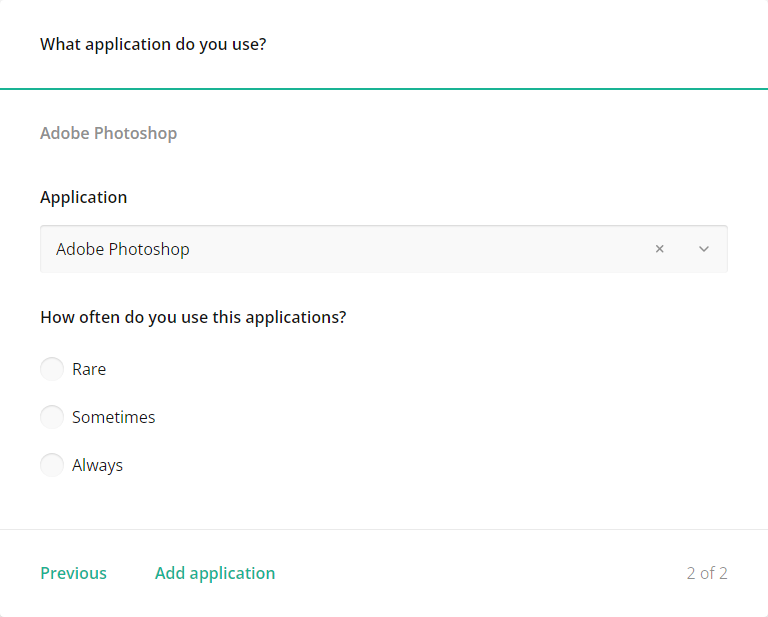 What application do you use?
Adobe Photoshop
Application
Adobe Photoshop
How often do you use this applications?
Rare
Sometimes
Always
Previous Add application 2 of 2